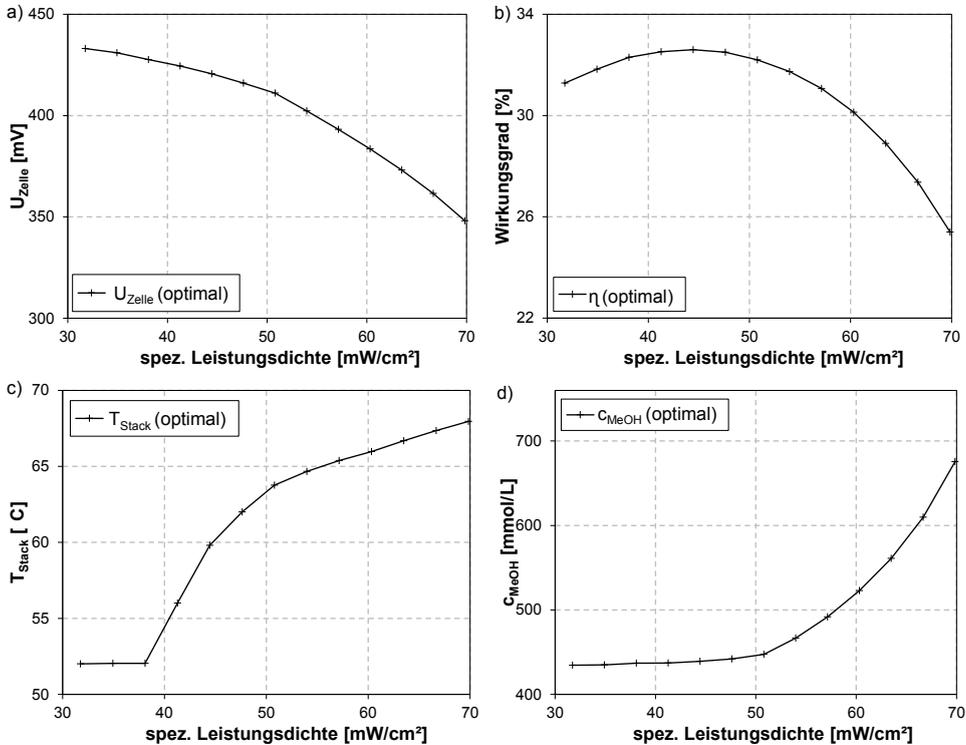 a)
450
400
350
300
U_Zelle [mV]
U_Zelle (optimal)
30 40 50 60 70
spez. Leistungsdichte [mW/cm²]
b)
34
30
26
22
Wirkungsgrad [%]
η (optimal)
30 40 50 60 70
spez. Leistungsdichte [mW/cm²]
c)
70
65
60
55
50
T_Stack [ C]
T_Stack (optimal)
30 40 50 60 70
spez. Leistungsdichte [mW/cm²]
d)
700
600
500
400
c_MeOH [mmol/L]
c_MeOH (optimal)
30 40 50 60 70
spez. Leistungsdichte [mW/cm²]